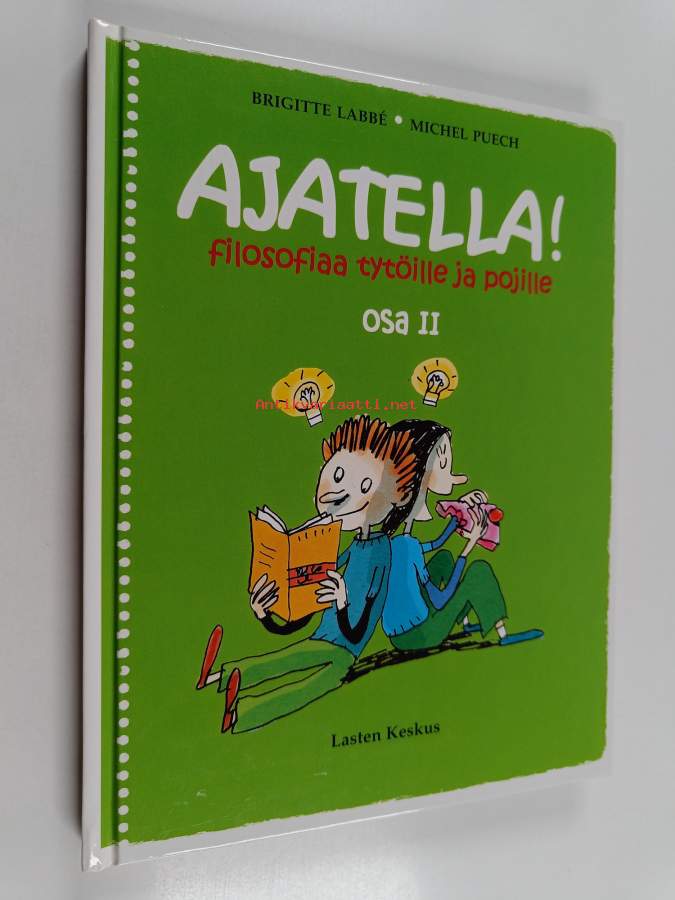 BRIGITTE LABBÉ • MICHEL PUECH
AJATELLA!
filosofiaa tytöille ja pojille
osa II
Antikvariaatti.net
Lasten Keskus